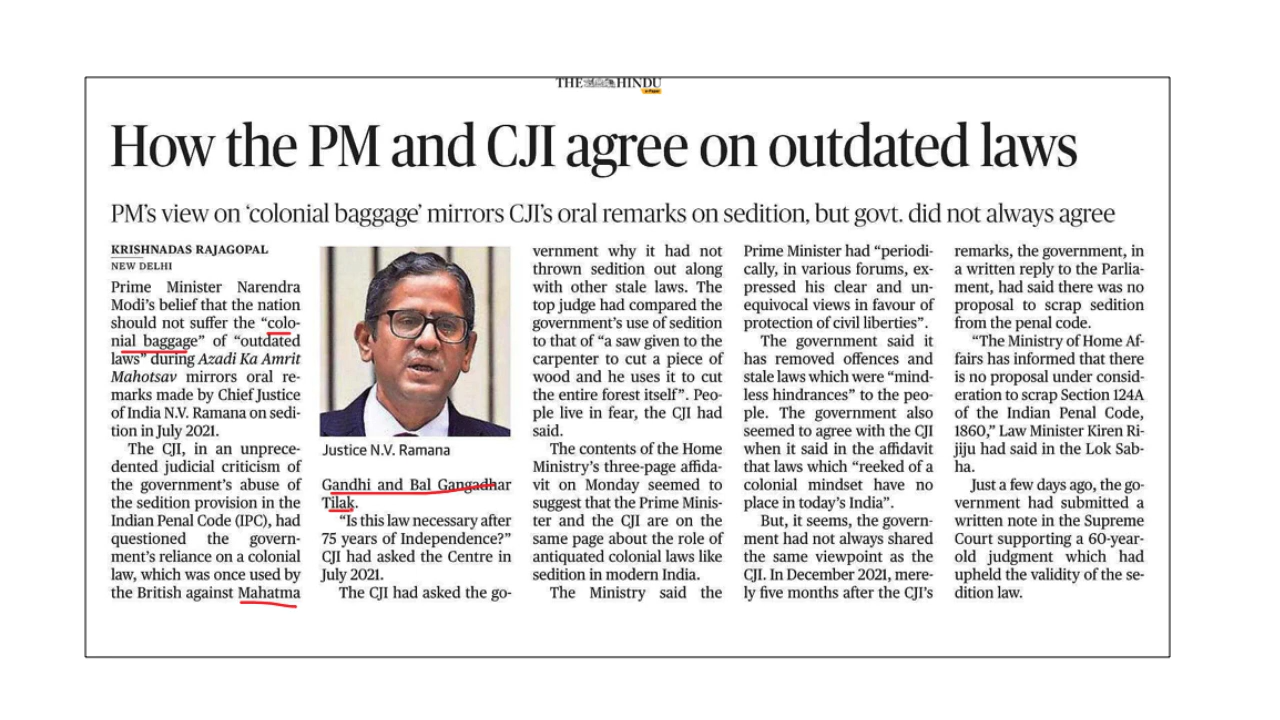 THE HINDU
e-Paper
How the PM and CJI agree on outdated laws
PM's view on 'colonial baggage' mirrors CJI's oral remarks on sedition, but govt. did not always agree
KRISHNADAS RAJAGOPAL
NEW DELHI
Prime Minister Narendra
Modi's belief that the nation
should not suffer the "colo-
nial baggage" of "outdated
laws" during Azadi Ka Amrit
Mahotsav mirrors oral re-
marks made by Chief Justice
of India N.V. Ramana on sedi-
tion in July 2021.
The CJI, in an unprece-
dented judicial criticism of
the government's abuse of
the sedition provision in the
Indian Penal Code (IPC), had
questioned the govern-
ment's reliance on a colonial
law, which was once used by
the British against Mahatma
Justice N.V. Ramana
Gandhi and Bal Gangadhar
Tilak.
"Is this law necessary after
75 years of Independence?"
CJI had asked the Centre in
July 2021.
The CJI had asked the go-
vernment why it had not
thrown sedition out along
with other stale laws. The
top judge had compared the
government's use of sedition
to that of "a saw given to the
carpenter to cut a piece of
wood and he uses it to cut
the entire forest itself". Peo-
ple live in fear, the CJI had
said.
The contents of the Home
Ministry's three-page affida-
vit on Monday seemed to
suggest that the Prime Minis-
ter and the CJI are on the
same page about the role of
antiquated colonial laws like
sedition in modern India.
The Ministry said the
Prime Minister had "periodi-
cally, in various forums, ex-
pressed his clear and un-
equivocal views in favour of
protection of civil liberties".
The government said it
has removed offences and
stale laws which were "mind-
less hindrances" to the peo-
ple. The government also
seemed to agree with the CJI
when it said in the affidavit
that laws which "reeked of a
colonial mindset have no
place in today's India".
But, it seems, the govern-
ment had not always shared
the same viewpoint as the
CJI. In December 2021, mere-
ly five months after the CJI's
remarks, the government, in
a written reply to the Parlia-
ment, had said there was no
proposal to scrap sedition
from the penal code.
"The Ministry of Home Af-
fairs has informed that there
is no proposal under consid-
eration to scrap Section 124A
of the Indian Penal Code,
1860," Law Minister Kiren Ri-
jiju had said in the Lok Sab-
ha.
Just a few days ago, the go-
vernment had submitted a
written note in the Supreme
Court supporting a 60-year-
old judgment which had
upheld the validity of the se-
dition law.